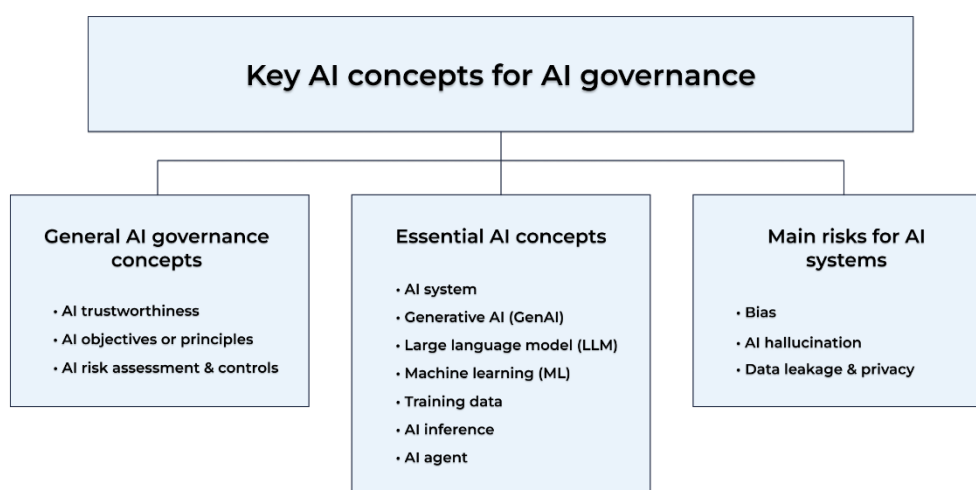 Key AI concepts for AI governance
General AI governance
concepts
• AI trustworthiness
• AI objectives or principles
• AI risk assessment & controls
Essential AI concepts
• AI system
• Generative AI (GenAI)
• Large language model (LLM)
• Machine learning (ML)
• Training data
• AI inference
• AI agent
Main risks for AI
systems
• Bias
• AI hallucination
• Data leakage & privacy